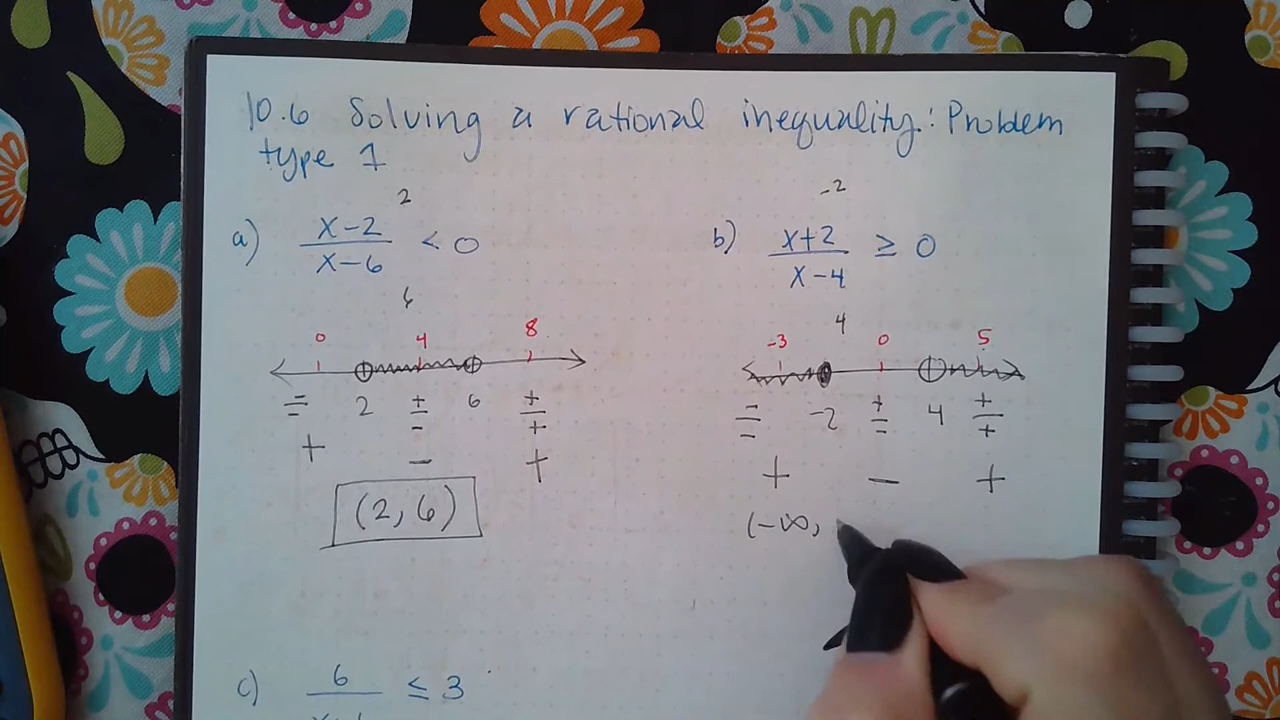 10.6 Solving a rational inequality: Problem
type 1
2
-2
a) x-2 / x-6 < 0
b) x+2 / x-4 ≥ 0
6
4
0 4 8
-3 0 5
2 6
-2 4
-/- +/- +/+
-/- +/- +/+
+ - +
+ - +
(2, 6)
(-∞,
c) 6 ≤ 3